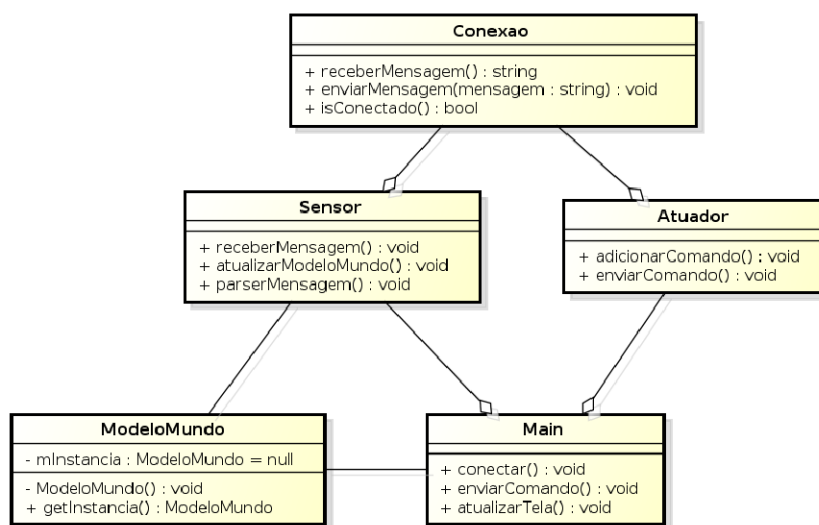 Conexao
+ receberMensagem() : string
+ enviarMensagem(mensagem : string) : void
+ isConectado() : bool
Sensor
+ receberMensagem() : void
+ atualizarModeloMundo() : void
+ parserMensagem() : void
Atuador
+ adicionarComando() : void
+ enviarComando() : void
ModeloMundo
- mInstancia : ModeloMundo = null
- ModeloMundo() : void
+ getInstancia() : ModeloMundo
Main
+ conectar() : void
+ enviarComando() : void
+ atualizarTela() : void